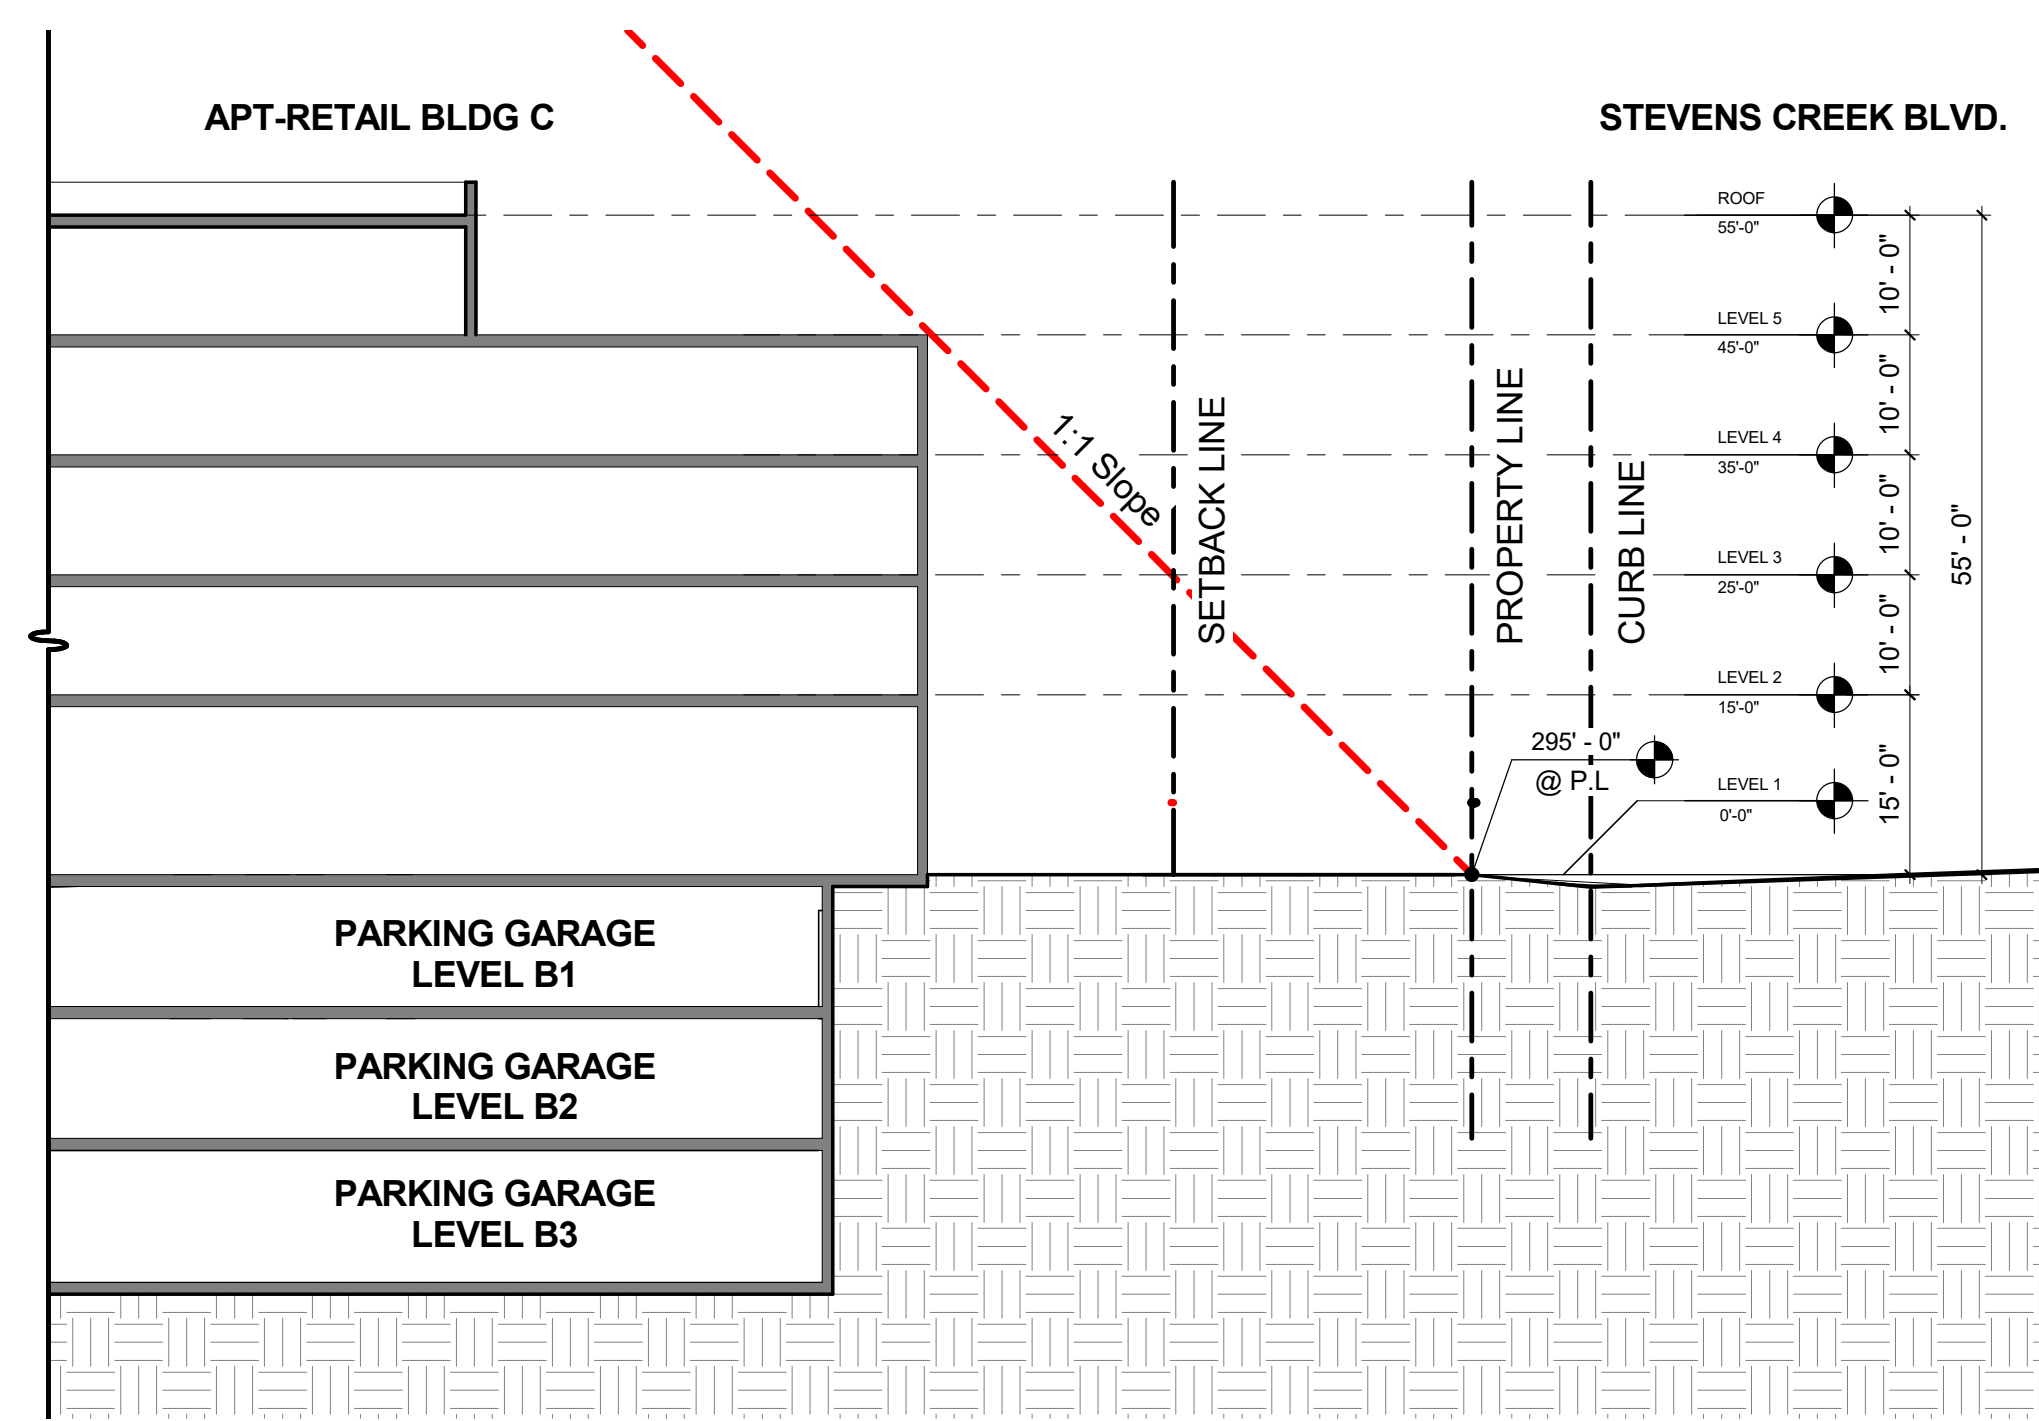 APT-RETAIL BLDG C
STEVENS CREEK BLVD.
ROOF
55'-0"
10' - 0"
LEVEL 5
45'-0"
10' - 0"
LEVEL 4
35'-0"
10' - 0"
LEVEL 3
25'-0"
10' - 0"
LEVEL 2
15'-0"
15' - 0"
LEVEL 1
0'-0"
55' - 0"
1:1 Slope
SETBACK LINE
PROPERTY LINE
CURB LINE
295' - 0"
@ P.L
PARKING GARAGE
LEVEL B1
PARKING GARAGE
LEVEL B2
PARKING GARAGE
LEVEL B3